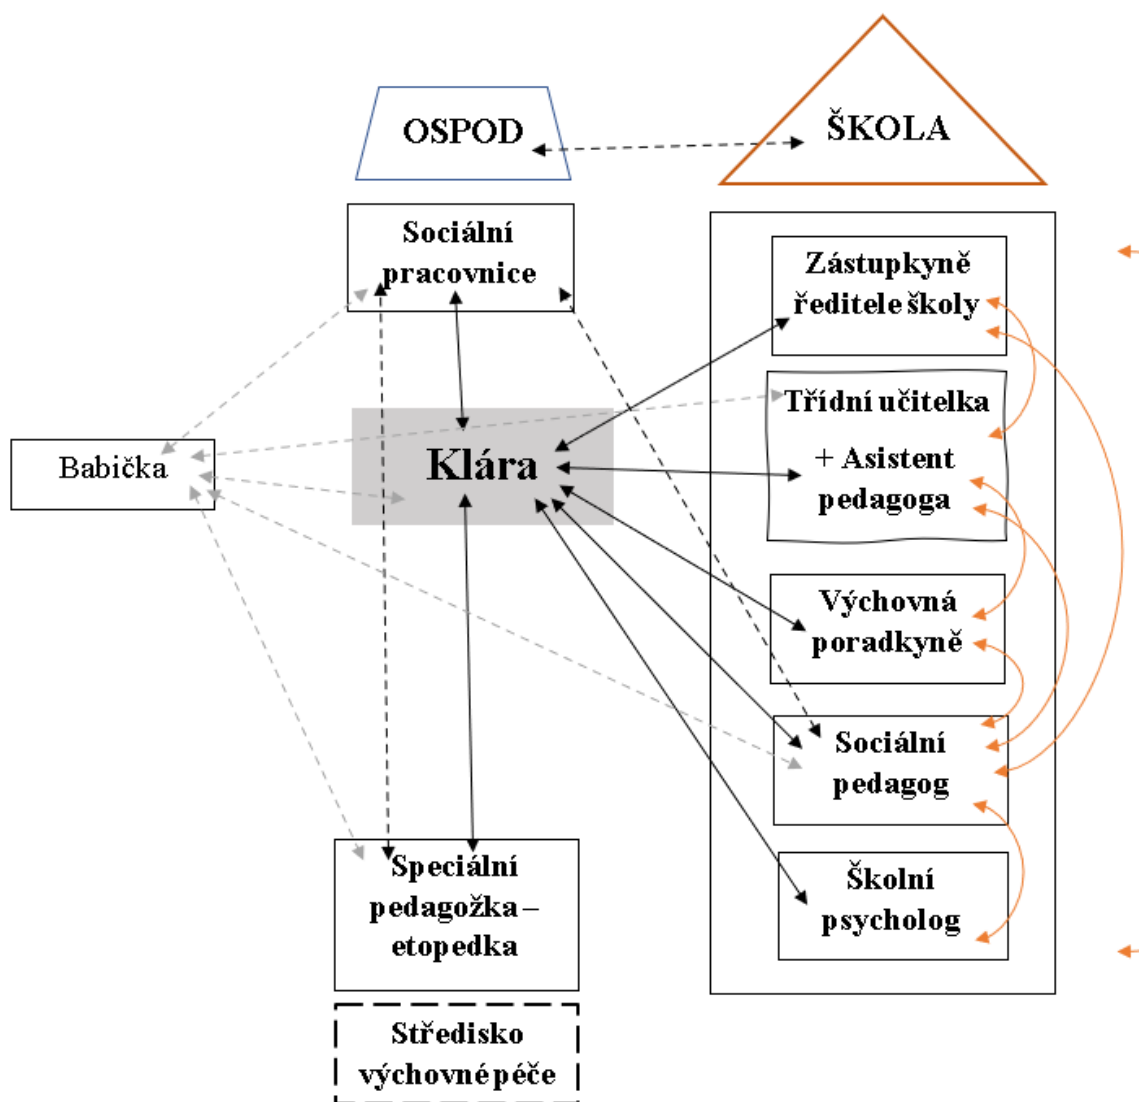 OSPOD
ŠKOLA
Sociální
pracovnice
Zástupkyně
ředitele školy
Třídní učitelka
+ Asistent
pedagoga
Babička
Klára
Výchovná
poradkyně
Sociální
pedagog
Školní
psycholog
Speciální
pedagožka –
etopedka
Středisko
výchovné péče